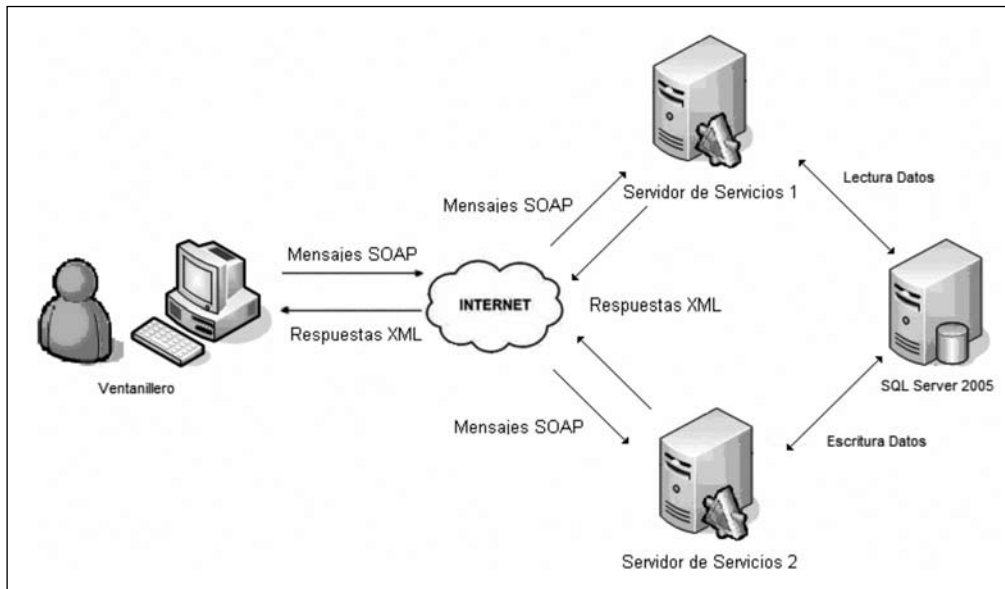 Lectura Datos
Servidor de Servicios 1
Mensajes SOAP
Mensajes SOAP
INTERNET
Respuestas XML
Respuestas XML
Ventanillero
SQL Server 2005
Mensajes SOAP
Escritura Datos
Servidor de Servicios 2